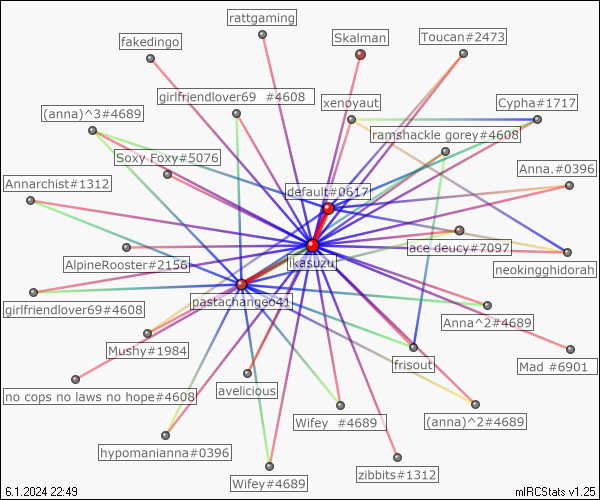 rattgaming
fakedingo
Skalman
Toucan#2473
girlfriendlover69 #4608
xenoyaut
Cypha#1717
(anna)^3#4689
ramshackle gorey#4608
Soxy Foxy#5076
Anna.#0396
Annarchist#1312
default#0617
ace deucy#7097
likasuzu
AlpineRooster#2156
neokingghidorah
pastachangeo41
girlfriendlover69#4608
Anna^2#4689
Mushy#1984
frisout
Mad #6901
no cops no laws no hope#4608
avelicious
Wifey #4689
(anna)^2#4689
hypomanianna#0396
zibbits#1312
Wifey#4689
6.1.2024 22:49
mIRCStats v1.25